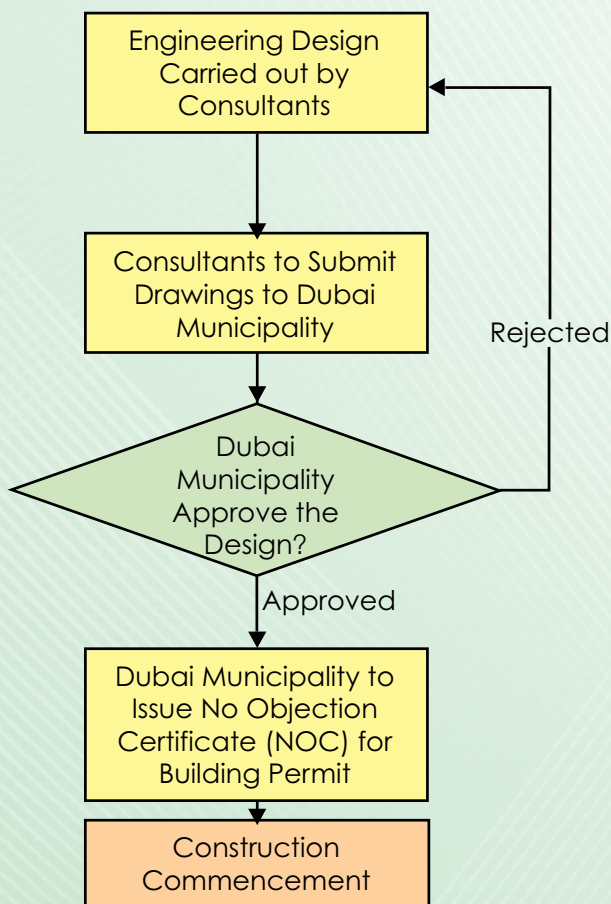 Engineering Design
Carried out by
Consultants
Consultants to Submit
Drawings to Dubai
Municipality
Rejected
Dubai
Municipality
Approve the
Design?
Approved
Dubai Municipality to
Issue No Objection
Certificate (NOC) for
Building Permit
Construction
Commencement